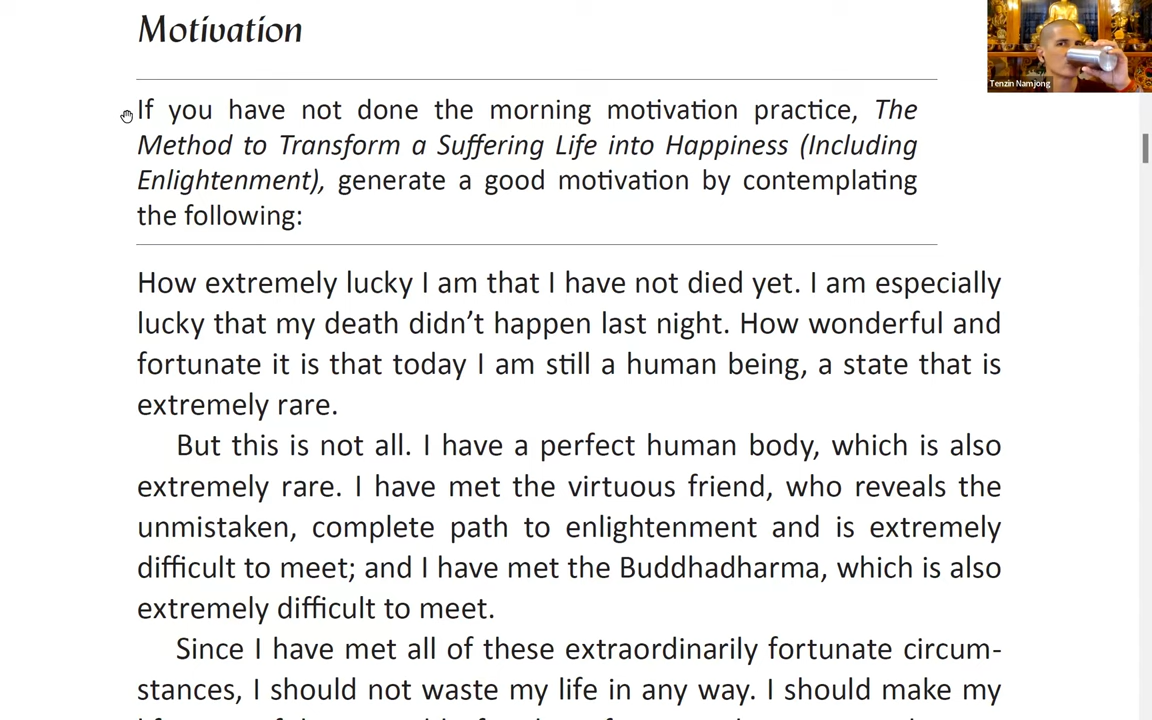 Motivation
Tenzin Namjong
If you have not done the morning motivation practice, The
Method to Transform a Suffering Life into Happiness (Including
Enlightenment), generate a good motivation by contemplating
the following:
How extremely lucky I am that I have not died yet. I am especially
lucky that my death didn’t happen last night. How wonderful and
fortunate it is that today I am still a human being, a state that is
extremely rare.
But this is not all. I have a perfect human body, which is also
extremely rare. I have met the virtuous friend, who reveals the
unmistaken, complete path to enlightenment and is extremely
difficult to meet; and I have met the Buddhadharma, which is also
extremely difficult to meet.
Since I have met all of these extraordinarily fortunate circum-
stances, I should not waste my life in any way. I should make my